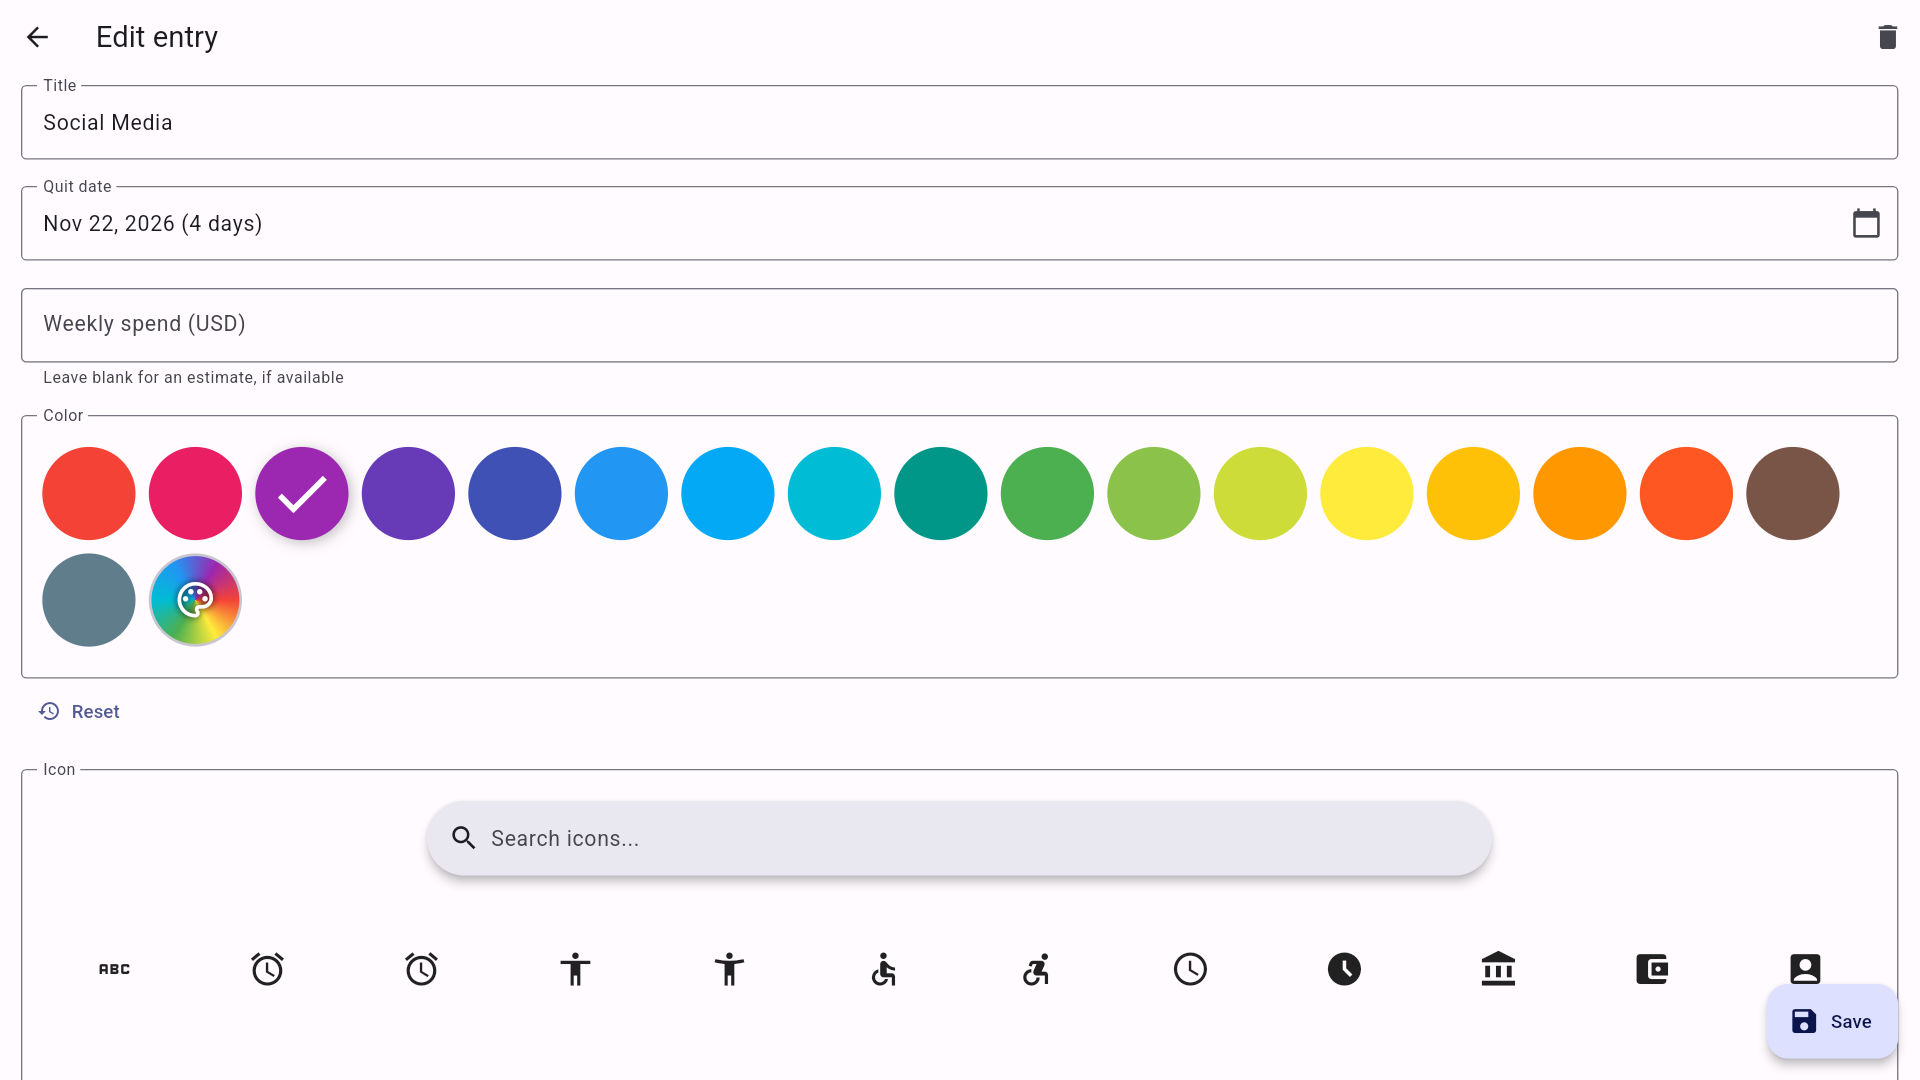 Edit entry
Title
Social Media
Quit date
Nov 22, 2026 (4 days)
Weekly spend (USD)
Leave blank for an estimate, if available
Color
Reset
Icon
Search icons...
ABC
Save